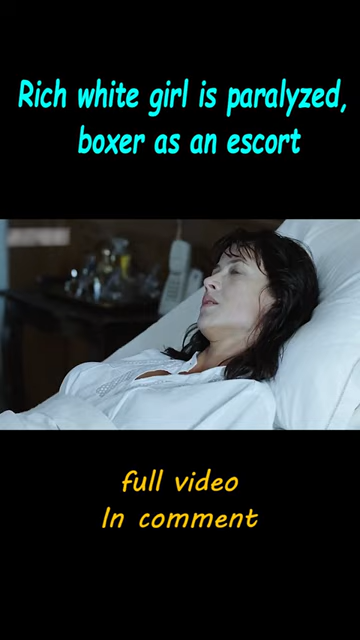 Rich white girl is paralyzed,
boxer as an escort
full video
In comment